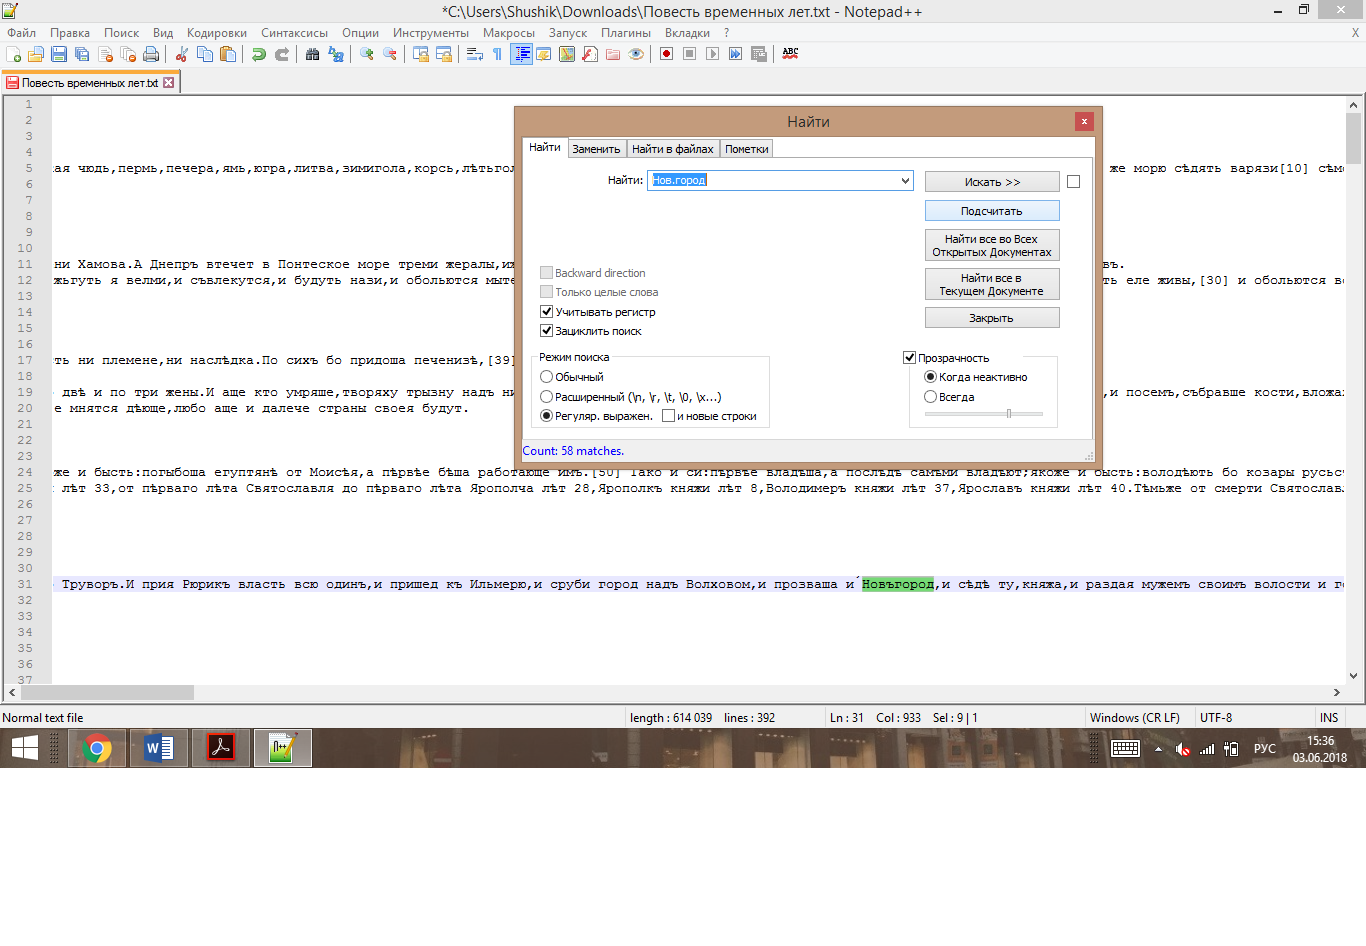 *C:\Users\Shushik\Downloads\Повесть временных лет.txt - Notepad++
Файл Правка Поиск Вид Кодировки Синтаксисы Опции Инструменты Макросы Запуск Плагины Вкладки ? X
Повесть временных лет.txt
Найти
Найти Заменить Найти в файлах Пометки
Найти: Нов.город
Искать >>
Подсчитать
Найти все во Всех
Открытых Документах
Найти все в
Текущем Документе
Закрыть
Backward direction
Только целые слова
Учитывать регистр
Зациклить поиск
Режим поиска
Обычный
Расширенный (\n, \r, \t, \0, \x...)
Регуляр. выражен. и новые строки
Прозрачность
Когда неактивно
Всегда
Count: 58 matches.
1
2
3
4
5 ая чюдь,пермь,печера,ямь,югра,литва,зимигола,корсь,лѣтьгол же морю сѣдять варязи[10] сѣмо
6
7
8
9
10
11 ни Хамова.А Днепръ втечет в Понтеское море треми жералы,иж въ.
12 жьгуть я велми,и съвлекутся,и будуть нази,и обольются мыте ть еле живы,[30] и обольются во
13
14
15
16
17 ть ни племене,ни наслѣдка.По сихъ бо придоша печенизѣ,[39]
18
19 двѣ и по три жены.И аще кто умряше,творяху трызну надъ ни ,и посемъ,събравше кости,вложа
20 е мнятся дѣюще,любо аще и далече страны своея будут.
21
22
23
24 же и бысть:погыбоша егуптянѣ от Моисѣя,а пѣрвѣе бѣша работающе имъ.[50] Тако и си:пѣрвѣе владѣша,а послѣдѣ самѣми владѣют;якоже и бысть:володѣють бо козары русьст
25 лѣт 33,от пѣрваго лѣта Святославля до пѣрваго лѣта Ярополча лѣт 28,Ярополкъ княжи лѣт 8,Володимеръ княжи лѣт 37,Ярославъ княжи лѣт 40.Тѣмьже от смерти Святослав
26
27
28
29
30
31 Труворъ.И прия Рюрикъ власть всю одинъ,и пришед къ Ильмерю,и сруби город надъ Волховом,и прозваша и́ Новъгород,и сѣдѣ ту,княжа,и раздая мужемъ своимъ волости и го
32
33
34
35
36
37
Normal text file length : 614 039 lines : 392 Ln : 31 Col : 933 Sel : 9 | 1 Windows (CR LF) UTF-8 INS
РУС
15:36
03.06.2018